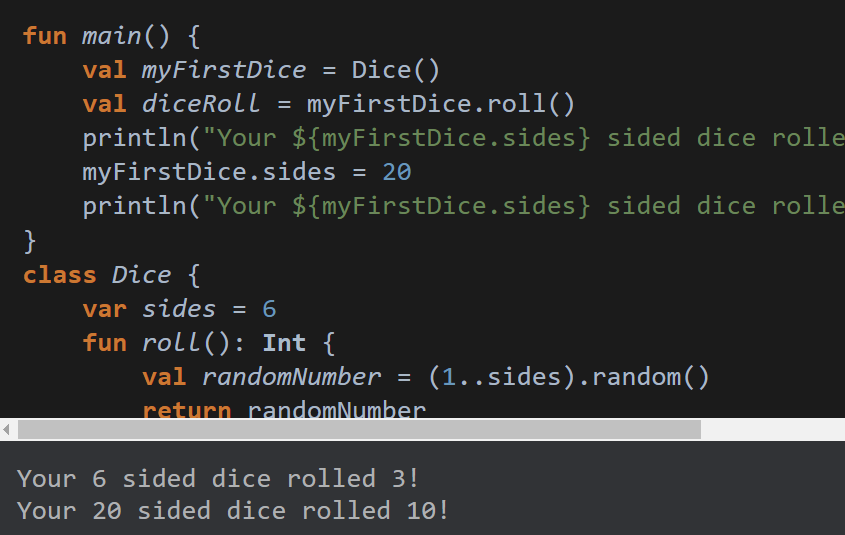 fun main() {
    val myFirstDice = Dice()
    val diceRoll = myFirstDice.roll()
    println("Your ${myFirstDice.sides} sided dice rolle
    myFirstDice.sides = 20
    println("Your ${myFirstDice.sides} sided dice rolle
}
class Dice {
    var sides = 6
    fun roll(): Int {
        val randomNumber = (1..sides).random()
        return randomNumber
Your 6 sided dice rolled 3!
Your 20 sided dice rolled 10!